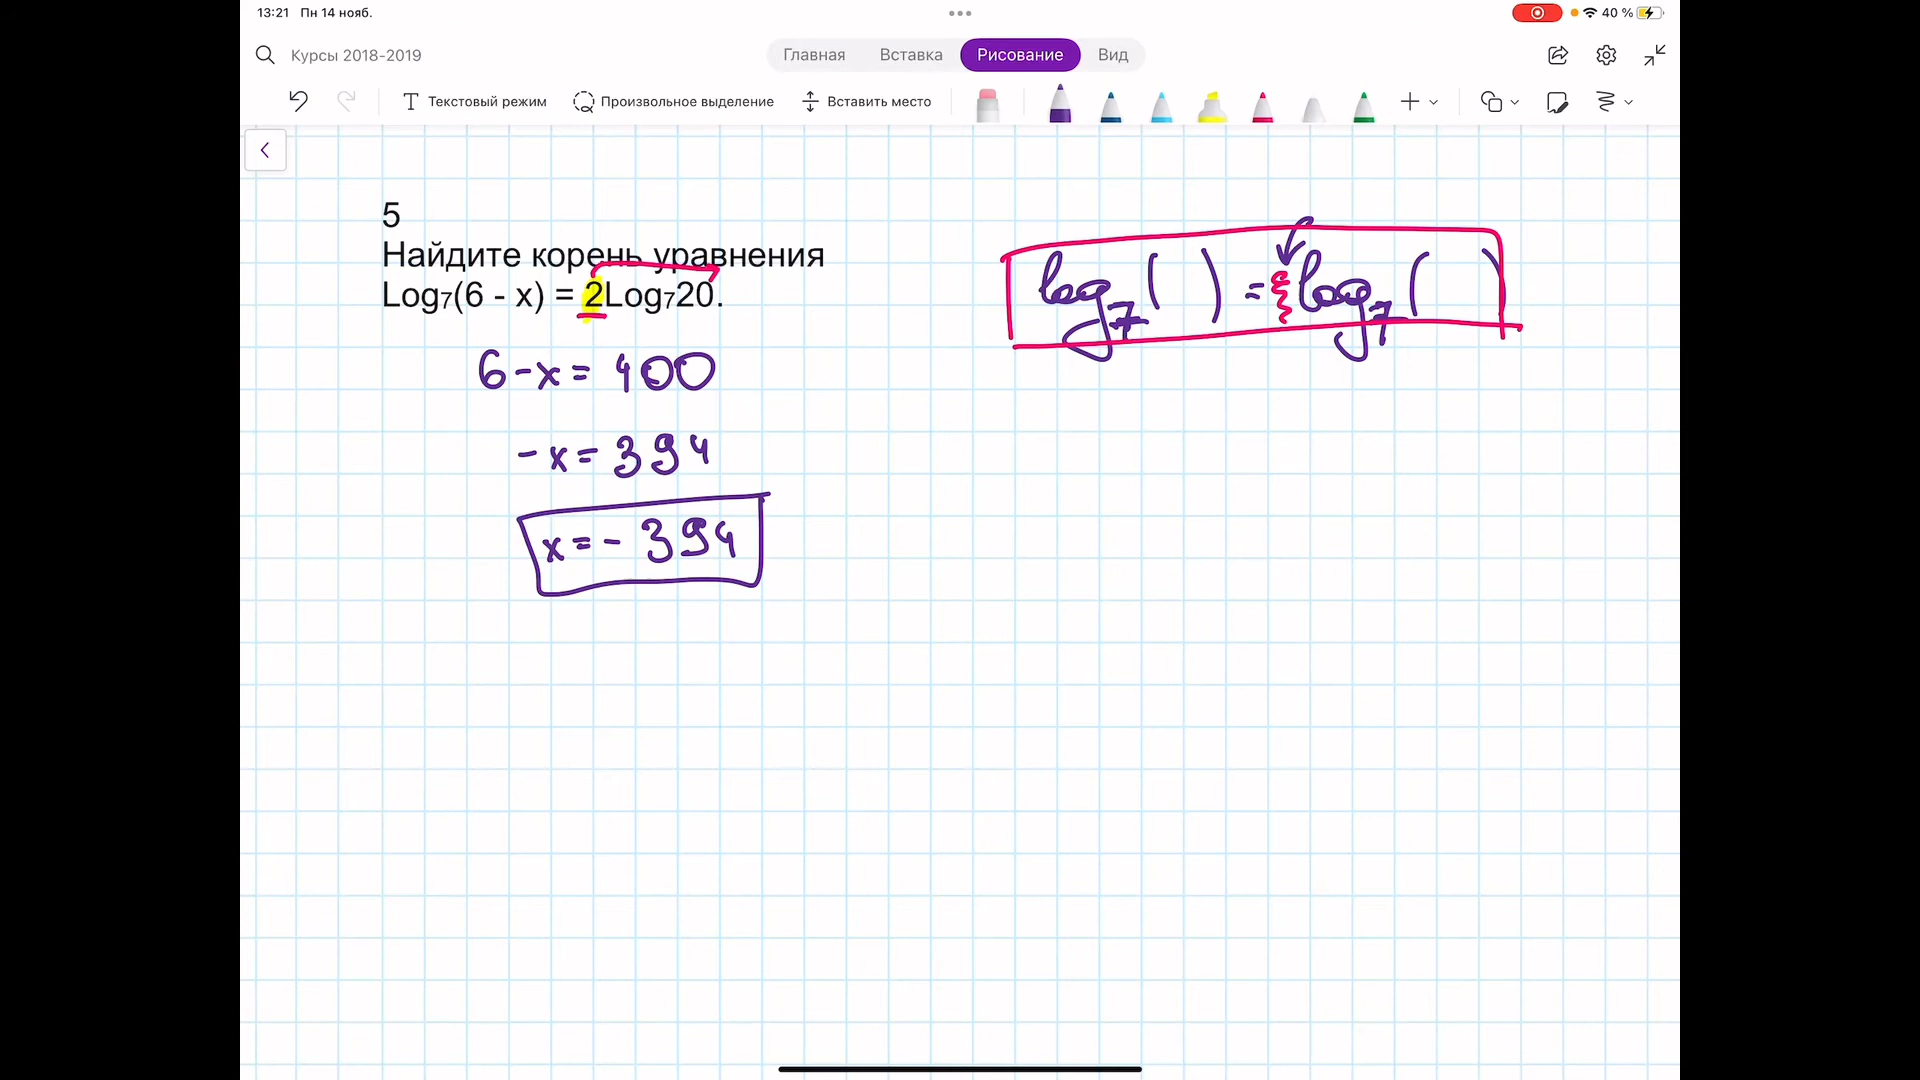 13:21 Пн 14 нояб.
40 %
Курсы 2018-2019
Главная Вставка Рисование Вид
Текстовый режим Произвольное выделение Вставить место
5
Найдите корень уравнения
Log₇(6 - x) = 2Log₇20.
log₇( ) = log₇( )
6-x= 400
-x= 394
x=- 394